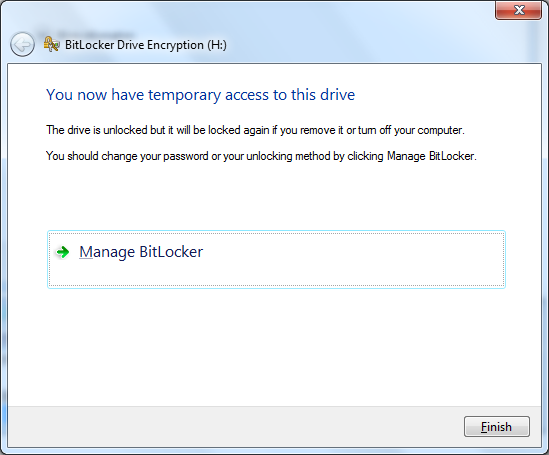 BitLocker Drive Encryption (H:)
You now have temporary access to this drive
The drive is unlocked but it will be locked again if you remove it or turn off your computer.
You should change your password or your unlocking method by clicking Manage BitLocker.
Manage BitLocker
Finish